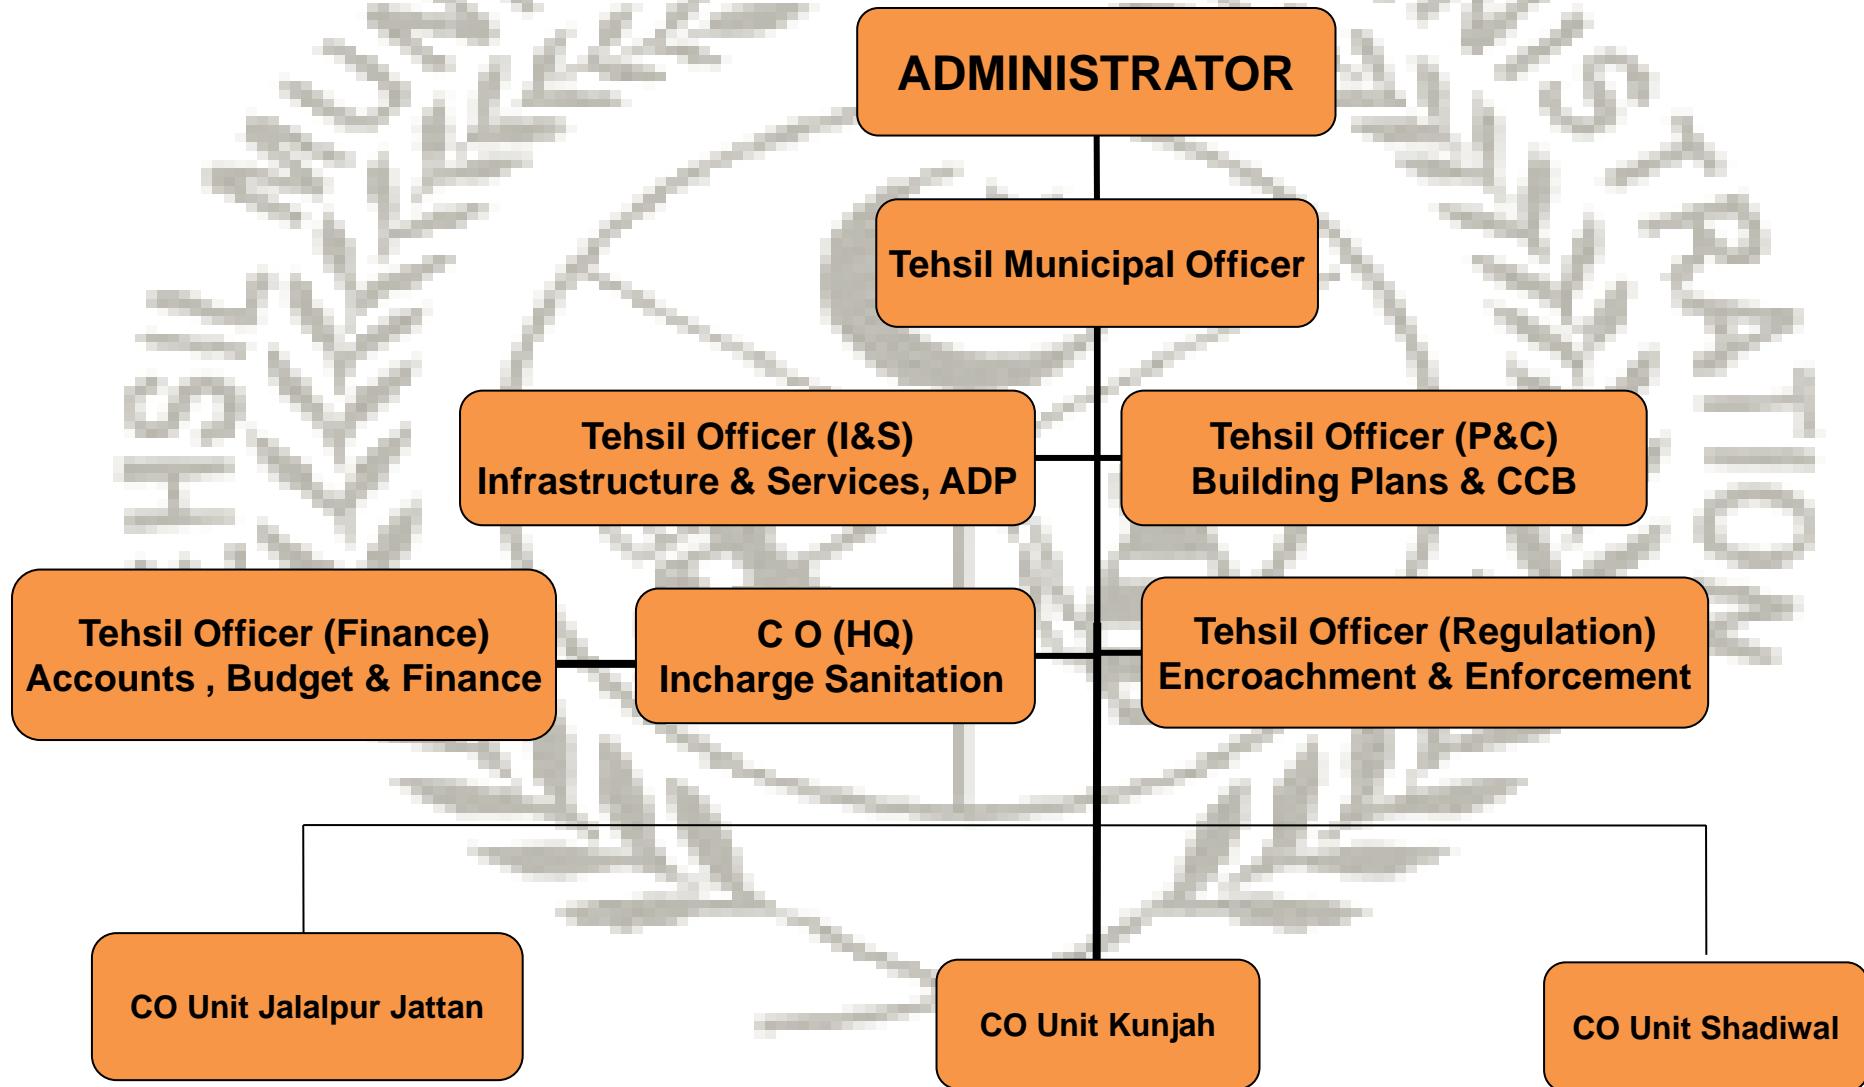 ADMINISTRATOR
Tehsil Municipal Officer
Tehsil Officer (I&S)
Infrastructure & Services, ADP
Tehsil Officer (P&C)
Building Plans & CCB
Tehsil Officer (Finance)
Accounts , Budget & Finance
C O (HQ)
Incharge Sanitation
Tehsil Officer (Regulation)
Encroachment & Enforcement
CO Unit Jalalpur Jattan
CO Unit Kunjah
CO Unit Shadiwal